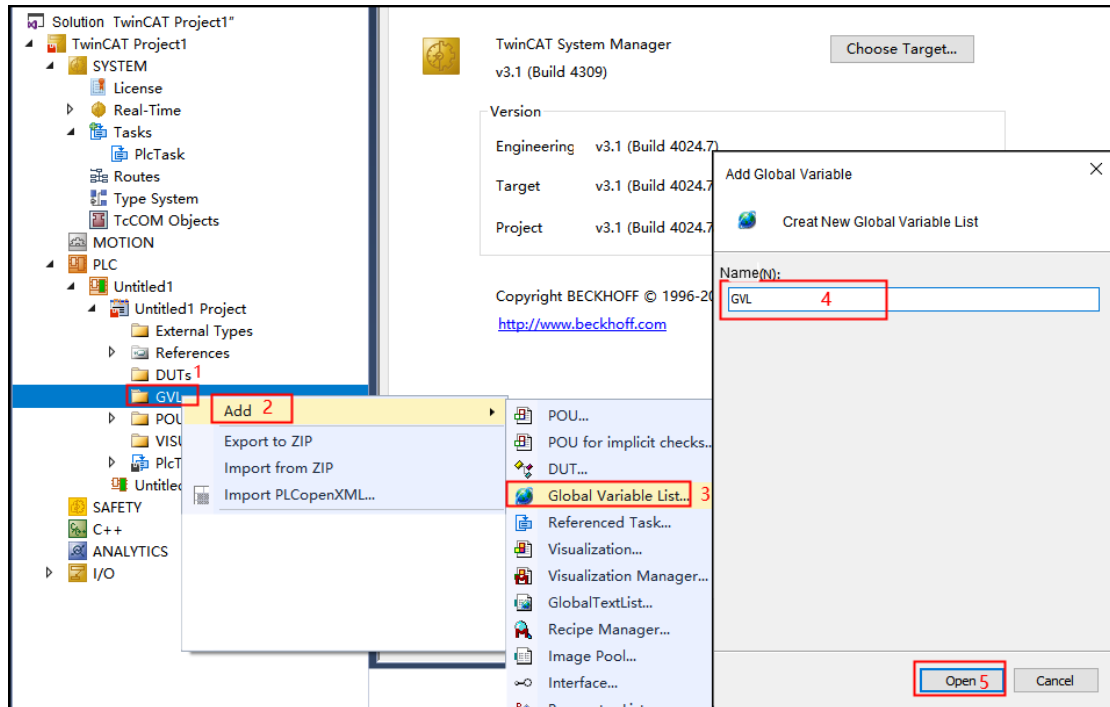 Solution TwinCAT Project1"
TwinCAT Project1
SYSTEM
License
Real-Time
Tasks
PlcTask
Routes
Type System
TcCOM Objects
MOTION
PLC
Untitled1
Untitled1 Project
External Types
References
DUTs 1
GVL
POU
VISU
PlcT
Untitled
SAFETY
C++
ANALYTICS
I/O
TwinCAT System Manager
v3.1 (Build 4309)
Choose Target...
Version
Engineering v3.1 (Build 4024.7)
Target v3.1 (Build 4024.7
Project v3.1 (Build 4024.7
Copyright BECKHOFF © 1996-20
http://www.beckhoff.com
Add 2
Export to ZIP
Import from ZIP
Import PLCopenXML...
POU...
POU for implicit checks..
DUT...
Global Variable List... 3
Referenced Task...
Visualization...
Visualization Manager...
GlobalTextList...
Recipe Manager...
Image Pool...
Interface...
Add Global Variable
Creat New Global Variable List
Name(N):
GVL 4
Open 5
Cancel